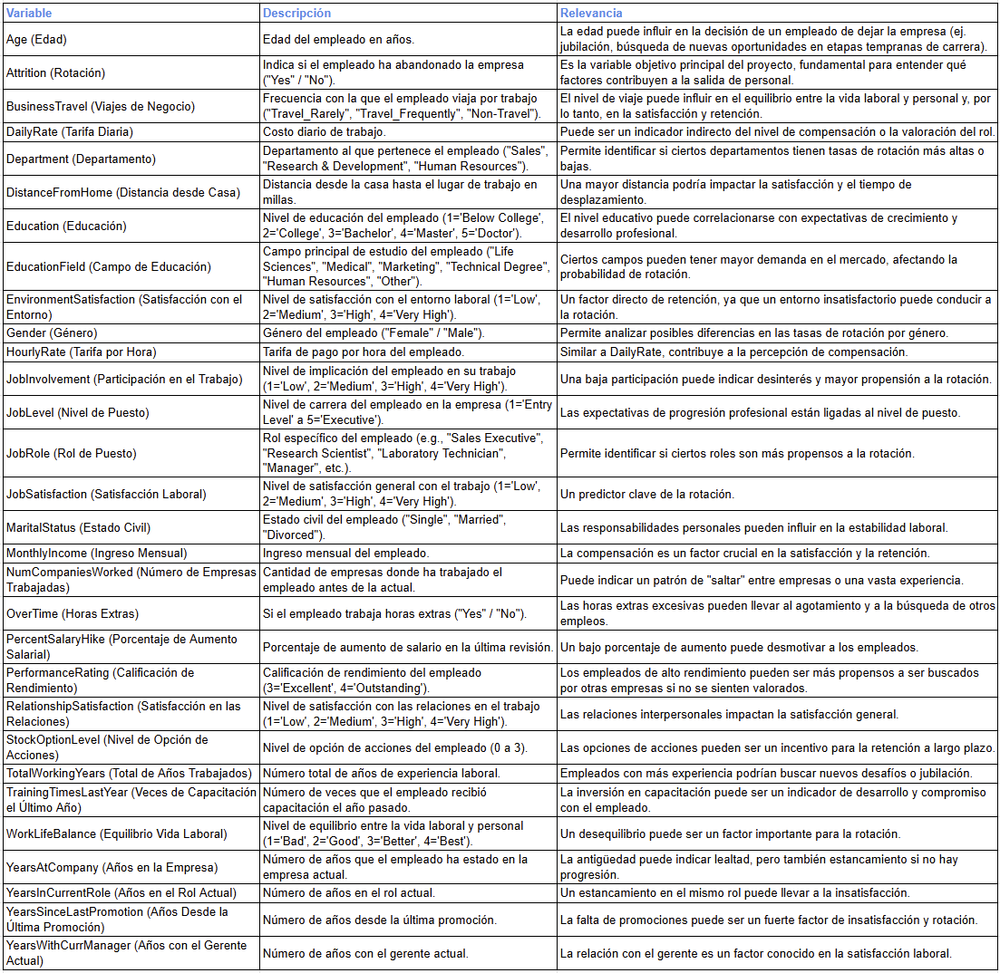 Variable Descripción Relevancia
Age (Edad) Edad del empleado en años. La edad puede influir en la decisión de un empleado de dejar la empresa (ej.
jubilación, búsqueda de nuevas oportunidades en etapas tempranas de carrera).
Attrition (Rotación) Indica si el empleado ha abandonado la empresa
("Yes" / "No"). Es la variable objetivo principal del proyecto, fundamental para entender qué
factores contribuyen a la salida de personal.
BusinessTravel (Viajes de Negocio) Frecuencia con la que el empleado viaja por trabajo
("Travel_Rarely", "Travel_Frequently", "Non-Travel"). El nivel de viaje puede influir en el equilibrio entre la vida laboral y personal y, por
lo tanto, en la satisfacción y retención.
DailyRate (Tarifa Diaria) Costo diario de trabajo. Puede ser un indicador indirecto del nivel de compensación o la valoración del rol.
Department (Departamento) Departamento al que pertenece el empleado ("Sales",
"Research & Development", "Human Resources"). Permite identificar si ciertos departamentos tienen tasas de rotación más altas o
bajas.
DistanceFromHome (Distancia desde Casa) Distancia desde la casa hasta el lugar de trabajo en
millas. Una mayor distancia podría impactar la satisfacción y el tiempo de
desplazamiento.
Education (Educación) Nivel de educación del empleado (1='Below College',
2='College', 3='Bachelor', 4='Master', 5='Doctor'). El nivel educativo puede correlacionarse con expectativas de crecimiento y
desarrollo profesional.
EducationField (Campo de Educación) Campo principal de estudio del empleado ("Life
Sciences", "Medical", "Marketing", "Technical Degree",
"Human Resources", "Other"). Ciertos campos pueden tener mayor demanda en el mercado, afectando la
probabilidad de rotación.
EnvironmentSatisfaction (Satisfacción con el
Entorno) Nivel de satisfacción con el entorno laboral (1='Low',
2='Medium', 3='High', 4='Very High'). Un factor directo de retención, ya que un entorno insatisfactorio puede conducir a
la rotación.
Gender (Género) Género del empleado ("Female" / "Male"). Permite analizar posibles diferencias en las tasas de rotación por género.
HourlyRate (Tarifa por Hora) Tarifa de pago por hora del empleado. Similar a DailyRate, contribuye a la percepción de compensación.
JobInvolvement (Participación en el Trabajo) Nivel de implicación del empleado en su trabajo
(1='Low', 2='Medium', 3='High', 4='Very High'). Una baja participación puede indicar desinterés y mayor propensión a la rotación.
JobLevel (Nivel de Puesto) Nivel de carrera del empleado en la empresa (1='Entry
Level' a 5='Executive'). Las expectativas de progresión profesional están ligadas al nivel de puesto.
JobRole (Rol de Puesto) Rol específico del empleado (e.g., "Sales Executive",
"Research Scientist", "Laboratory Technician",
"Manager", etc.). Permite identificar si ciertos roles son más propensos a la rotación.
JobSatisfaction (Satisfacción Laboral) Nivel de satisfacción general con el trabajo (1='Low',
2='Medium', 3='High', 4='Very High'). Un predictor clave de la rotación.
MaritalStatus (Estado Civil) Estado civil del empleado ("Single", "Married",
"Divorced"). Las responsabilidades personales pueden influir en la estabilidad laboral.
MonthlyIncome (Ingreso Mensual) Ingreso mensual del empleado. La compensación es un factor crucial en la satisfacción y la retención.
NumCompaniesWorked (Número de Empresas
Trabajadas) Cantidad de empresas donde ha trabajado el
empleado antes de la actual. Puede indicar un patrón de "saltar" entre empresas o una vasta experiencia.
OverTime (Horas Extras) Si el empleado trabaja horas extras ("Yes" / "No"). Las horas extras excesivas pueden llevar al agotamiento y a la búsqueda de otros
empleos.
PercentSalaryHike (Porcentaje de Aumento
Salarial) Porcentaje de aumento de salario en la última revisión. Un bajo porcentaje de aumento puede desmotivar a los empleados.
PerformanceRating (Calificación de
Rendimiento) Calificación de rendimiento del empleado
(3='Excellent', 4='Outstanding'). Los empleados de alto rendimiento pueden ser más propensos a ser buscados
por otras empresas si no se sienten valorados.
RelationshipSatisfaction (Satisfacción en las
Relaciones) Nivel de satisfacción con las relaciones en el trabajo
(1='Low', 2='Medium', 3='High', 4='Very High'). Las relaciones interpersonales impactan la satisfacción general.
StockOptionLevel (Nivel de Opción de
Acciones) Nivel de opción de acciones del empleado (0 a 3). Las opciones de acciones pueden ser un incentivo para la retención a largo plazo.
TotalWorkingYears (Total de Años Trabajados) Número total de años de experiencia laboral. Empleados con más experiencia podrían buscar nuevos desafíos o jubilación.
TrainingTimesLastYear (Veces de Capacitación
el Último Año) Número de veces que el empleado recibió
capacitación el año pasado. La inversión en capacitación puede ser un indicador de desarrollo y compromiso
con el empleado.
WorkLifeBalance (Equilibrio Vida Laboral) Nivel de equilibrio entre la vida laboral y personal
(1='Bad', 2='Good', 3='Better', 4='Best'). Un desequilibrio puede ser un factor importante para la rotación.
YearsAtCompany (Años en la Empresa) Número de años que el empleado ha estado en la
empresa actual. La antigüedad puede indicar lealtad, pero también estancamiento si no hay
progresión.
YearsInCurrentRole (Años en el Rol Actual) Número de años en el rol actual. Un estancamiento en el mismo rol puede llevar a la insatisfacción.
YearsSinceLastPromotion (Años Desde la
Última Promoción) Número de años desde la última promoción. La falta de promociones puede ser un fuerte factor de insatisfacción y rotación.
YearsWithCurrManager (Años con el Gerente
Actual) Número de años con el gerente actual. La relación con el gerente es un factor conocido en la satisfacción laboral.